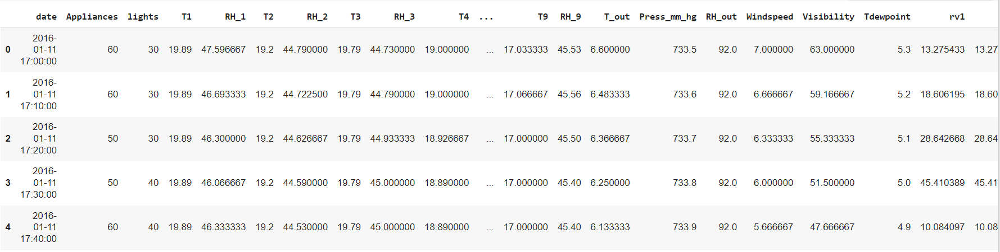 date Appliances lights T1 RH_1 T2 RH_2 T3 RH_3 T4 ... T9 RH_9 T_out Press_mm_hg RH_out Windspeed Visibility Tdewpoint rv1
2016-
0 01-11 60 30 19.89 47.596667 19.2 44.790000 19.79 44.730000 19.000000 ... 17.033333 45.53 6.600000 733.5 92.0 7.000000 63.000000 5.3 13.275433 13.27
17:00:00
2016-
1 01-11 60 30 19.89 46.693333 19.2 44.722500 19.79 44.790000 19.000000 ... 17.066667 45.56 6.483333 733.6 92.0 6.666667 59.166667 5.2 18.606195 18.60
17:10:00
2016-
2 01-11 50 30 19.89 46.300000 19.2 44.626667 19.79 44.933333 18.926667 ... 17.000000 45.50 6.366667 733.7 92.0 6.333333 55.333333 5.1 28.642668 28.64
17:20:00
2016-
3 01-11 50 40 19.89 46.066667 19.2 44.590000 19.79 45.000000 18.890000 ... 17.000000 45.40 6.250000 733.8 92.0 6.000000 51.500000 5.0 45.410389 45.41
17:30:00
2016-
4 01-11 60 40 19.89 46.333333 19.2 44.530000 19.79 45.000000 18.890000 ... 17.000000 45.40 6.133333 733.9 92.0 5.666667 47.666667 4.9 10.084097 10.08
17:40:00